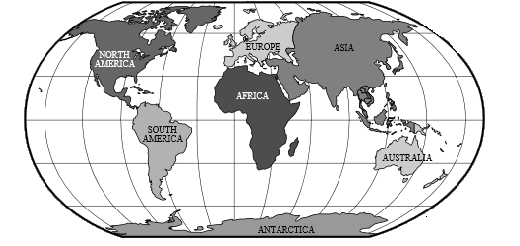 EUROPE
ASIA
NORTH
AMERICA
AFRICA
SOUTH
AMERICA
AUSTRALIA
ANTARCTICA